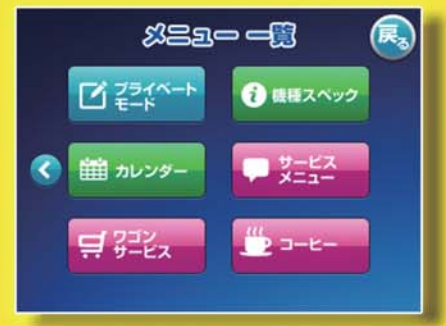 メニュー 一覧
戻る
プライベート
モード
機種スペック
カレンダー
サービス
メニュー
ワゴン
サービス
コーヒー